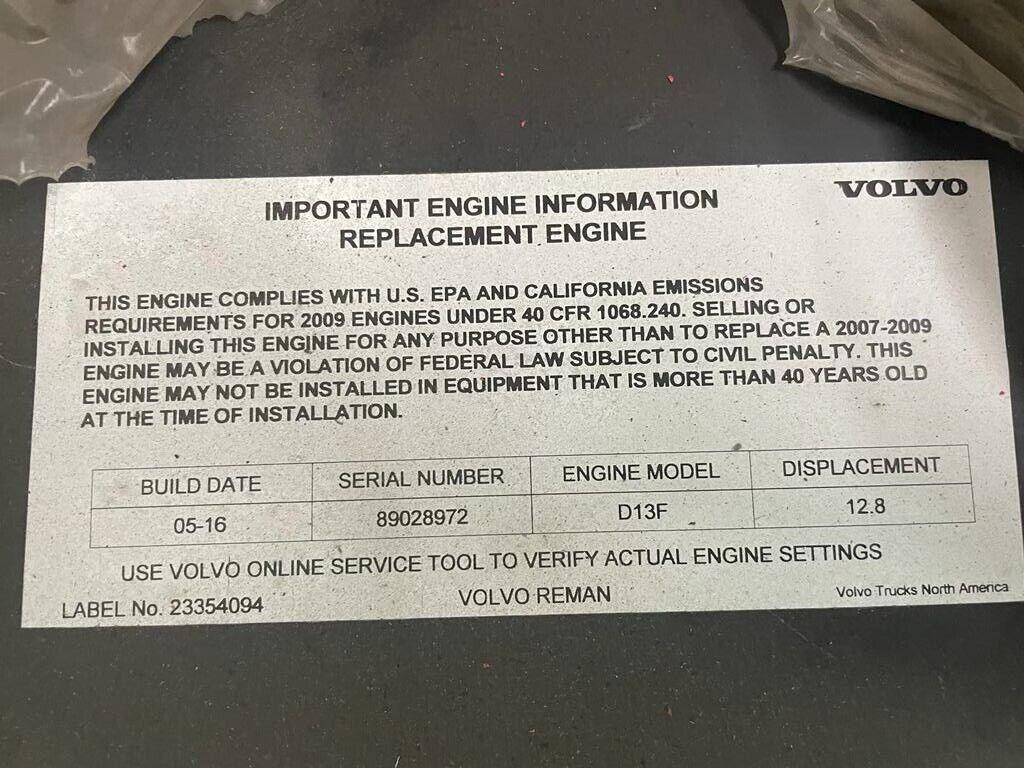 VOLVO
IMPORTANT ENGINE INFORMATION
REPLACEMENT ENGINE
THIS ENGINE COMPLIES WITH U.S. EPA AND CALIFORNIA EMISSIONS
REQUIREMENTS FOR 2009 ENGINES UNDER 40 CFR 1068.240. SELLING OR
INSTALLING THIS ENGINE FOR ANY PURPOSE OTHER THAN TO REPLACE A 2007-2009
ENGINE MAY BE A VIOLATION OF FEDERAL LAW SUBJECT TO CIVIL PENALTY. THIS
ENGINE MAY NOT BE INSTALLED IN EQUIPMENT THAT IS MORE THAN 40 YEARS OLD
AT THE TIME OF INSTALLATION.
BUILD DATE SERIAL NUMBER ENGINE MODEL DISPLACEMENT
05-16 89028972 D13F 12.8
USE VOLVO ONLINE SERVICE TOOL TO VERIFY ACTUAL ENGINE SETTINGS
LABEL No. 23354094 VOLVO REMAN Volvo Trucks North America